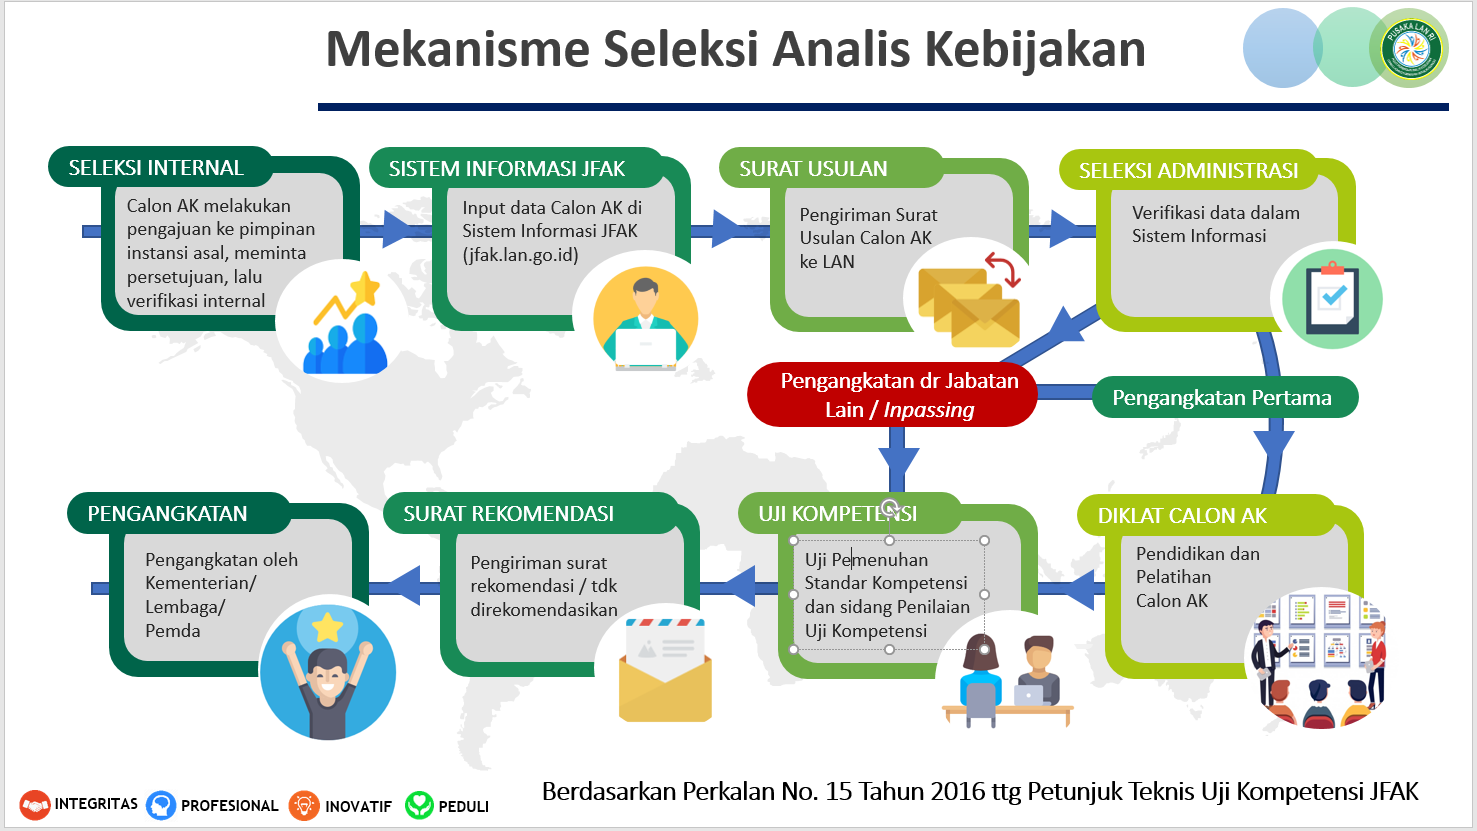 Mekanisme Seleksi Analis Kebijakan
PUSAKA LAN RI
SELEKSI INTERNAL
Calon AK melakukan
pengajuan ke pimpinan
instansi asal, meminta
persetujuan, lalu
verifikasi internal
SISTEM INFORMASI JFAK
Input data Calon AK di
Sistem Informasi JFAK
(jfak.lan.go.id)
SURAT USULAN
Pengiriman Surat
Usulan Calon AK
ke LAN
SELEKSI ADMINISTRASI
Verifikasi data dalam
Sistem Informasi
Pengangkatan dr Jabatan
Lain / Inpassing
Pengangkatan Pertama
PENGANGKATAN
Pengangkatan oleh
Kementerian/
Lembaga/
Pemda
SURAT REKOMENDASI
Pengiriman surat
rekomendasi / tdk
direkomendasikan
UJI KOMPETENSI
Uji Pemenuhan
Standar Kompetensi
dan sidang Penilaian
Uji Kompetensi
DIKLAT CALON AK
Pendidikan dan
Pelatihan
Calon AK
INTEGRITAS
PROFESIONAL
INOVATIF
PEDULI
Berdasarkan Perkalan No. 15 Tahun 2016 ttg Petunjuk Teknis Uji Kompetensi JFAK